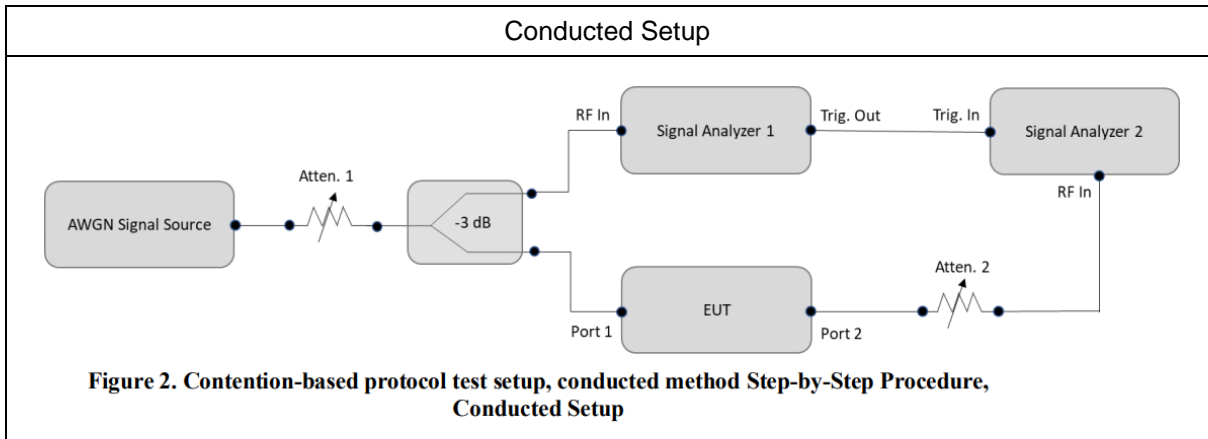 Conducted Setup
RF In
Signal Analyzer 1
Trig. Out
Trig. In
Signal Analyzer 2
RF In
Atten. 1
AWGN Signal Source
-3 dB
Atten. 2
Port 1
EUT
Port 2
Figure 2. Contention-based protocol test setup, conducted method Step-by-Step Procedure,
Conducted Setup